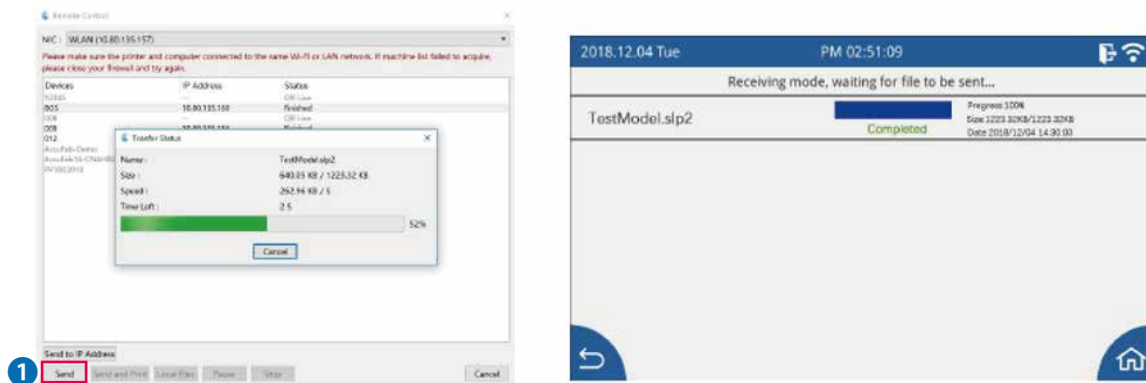 Remote Control
NIC : WLAN (10.80.135.157)
Please make sure the printer and computer connected to the same Wi-Fi or LAN network. If machine list failed to acquire,
please close your firewall and try again.
Devices IP Address Status
Off Line
005 10.80.135.160 finished
008 Off Line
009
012
AccuFab-Demo
Transfer Status
Name : TestModel.slp2
Size : 640.05 KB / 1223.32 KB
Speed : 262.96 KB / S
Time Left : 2 S
52%
Cancel
Send to IP Address
1
Send Send and Print Local Files Pause Stop Cancel
2018.12.04 Tue PM 02:51:09
Receiving mode, waiting for file to be sent...
TestModel.slp2
Completed
Progress 100%
Size 1223.32KB/1223.32KB
Date 2018/12/04 14:30:00